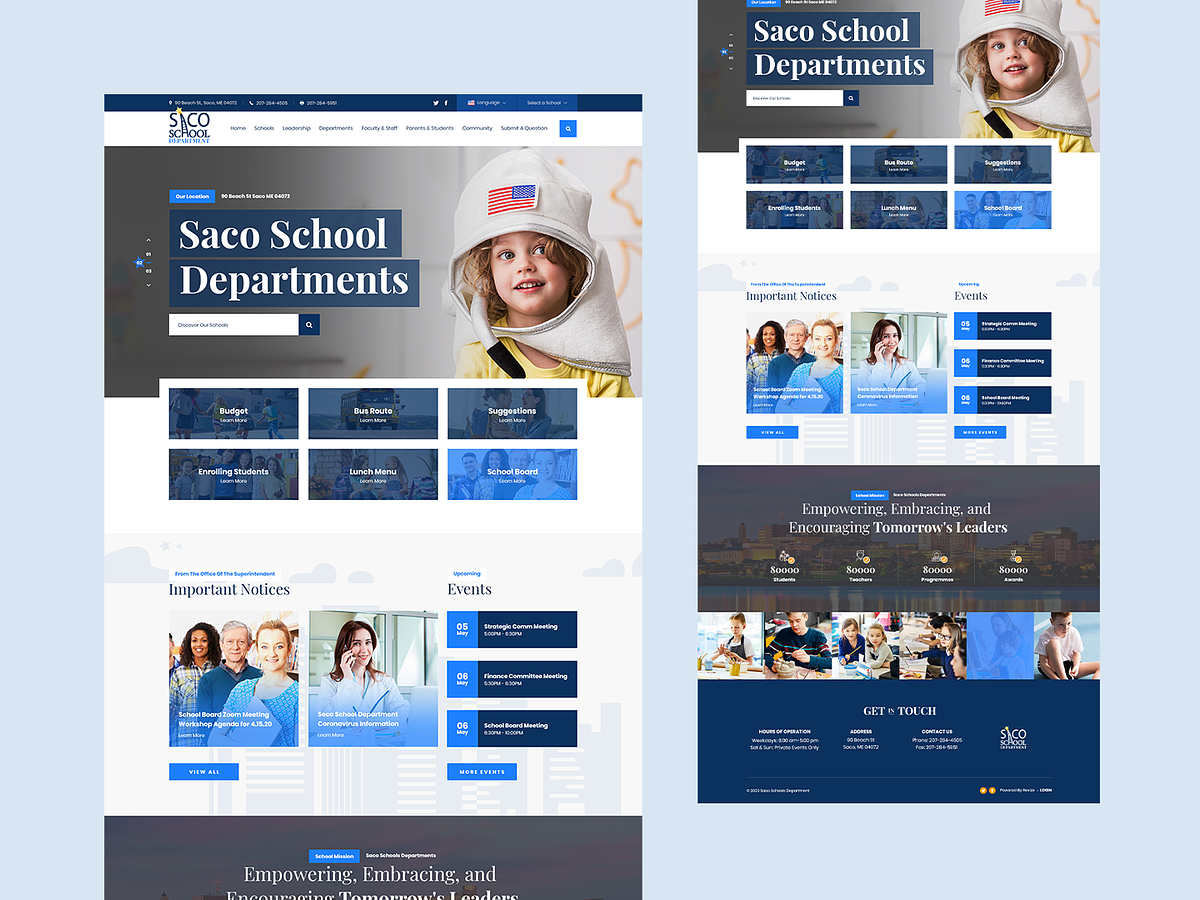 90 Beach St., Saco, ME 04072 207-284-4505 207-284-5951 Language Select a School
SACO
SCHOOL
DEPARTMENT
Home Schools Leadership Departments Faculty & Staff Parents & Students Community Submit A Question
Our Location 90 Beach St Saco ME 04072
Saco School
Departments
01
02
03
Discover Our Schools
Budget
Learn More
Bus Route
Learn More
Suggestions
Learn More
Enrolling Students
Learn More
Lunch Menu
Learn More
School Board
Learn More
From The Office Of The Superintendent
Important Notices
School Board Zoom Meeting
Workshop Agenda for 4.15.20
Learn More
Saco School Department
Coronavirus Information
Learn More
VIEW ALL
Upcoming
Events
05
May
Strategic Comm Meeting
5:00PM - 6:30PM
06
May
Finance Committee Meeting
5:30PM - 6:30PM
06
May
School Board Meeting
6:30PM - 10:00PM
MORE EVENTS
School Mission Saco Schools Departments
Empowering, Embracing, and
Encouraging Tomorrow's Leaders
Our Location 90 Beach St Saco ME 04072
Saco School
Departments
01
02
03
Discover Our Schools
Budget
Learn More
Bus Route
Learn More
Suggestions
Learn More
Enrolling Students
Learn More
Lunch Menu
Learn More
School Board
Learn More
From The Office Of The Superintendent
Important Notices
School Board Zoom Meeting
Workshop Agenda for 4.15.20
Learn More
Saco School Department
Coronavirus Information
Learn More
VIEW ALL
Upcoming
Events
05
May
Strategic Comm Meeting
5:00PM - 6:30PM
06
May
Finance Committee Meeting
5:30PM - 6:30PM
06
May
School Board Meeting
6:30PM - 10:00PM
MORE EVENTS
School Mission Saco Schools Departments
Empowering, Embracing, and
Encouraging Tomorrow's Leaders
80000
Students
80000
Teachers
80000
Programmes
80000
Awards
GET IN TOUCH
HOURS OF OPERATION
Weekdays: 8:00 am- 5:00 pm
Sat & Sun: Private Events Only
ADDRESS
90 Beach St
Saco, ME 04072
CONTACT US
Phone: 207-284-4505
Fax: 207-284-5951
SACO
SCHOOL
DEPARTMENT
© 2022 Saco Schools Department
Powered By Revize - LOGIN